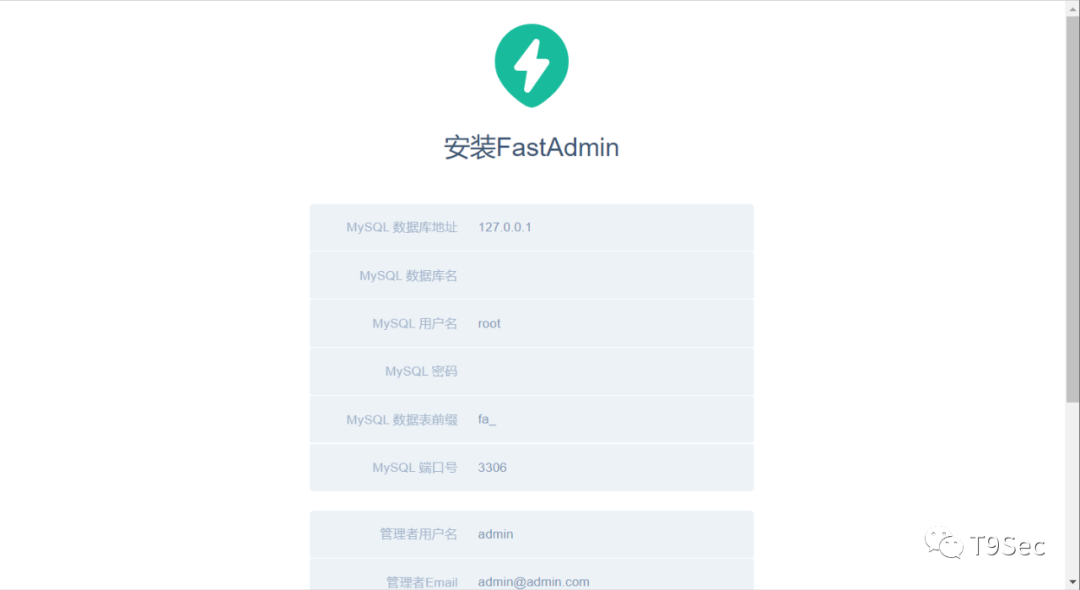 安装FastAdmin
MySQL 数据库地址 127.0.0.1
MySQL 数据库名
MySQL 用户名 root
MySQL 密码
MySQL 数据表前缀 fa_
MySQL 端口号 3306
管理者用户名 admin
管理者Email admin@admin.com
T9Sec